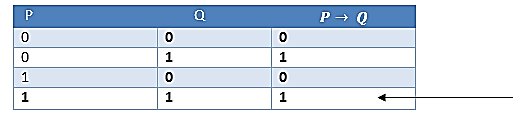 P Q P → Q
0 0 0
0 1 1
1 0 0
1 1 1